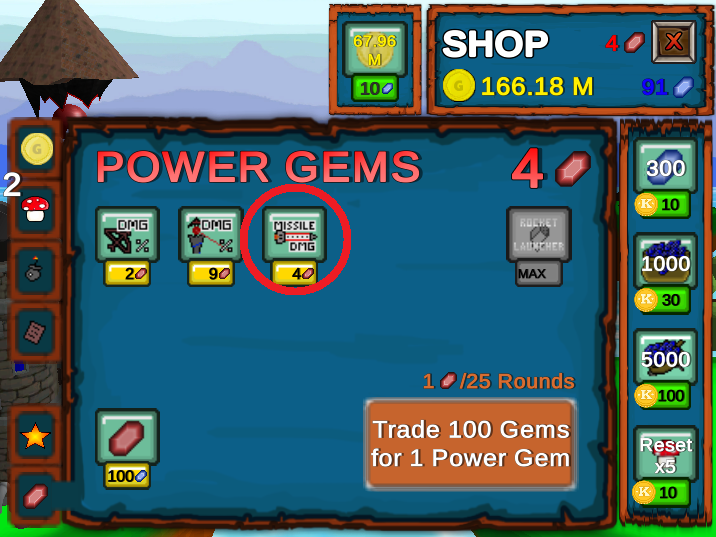 67.96
M
10
SHOP
4
G
166.18 M
91
G
2
POWER GEMS
4
DMG
%
2
DMG
%
9
MISSILE
DMG
4
ROCKET
LAUNCHER
MAX
1 /25 Rounds
Trade 100 Gems
for 1 Power Gem
100
300
K 10
1000
K 30
5000
K 100
Reset
x5
K 10